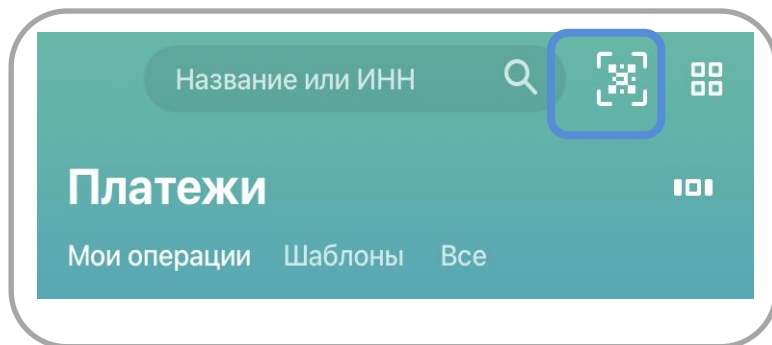 Название или ИНН
Платежи
Мои операции Шаблоны Все